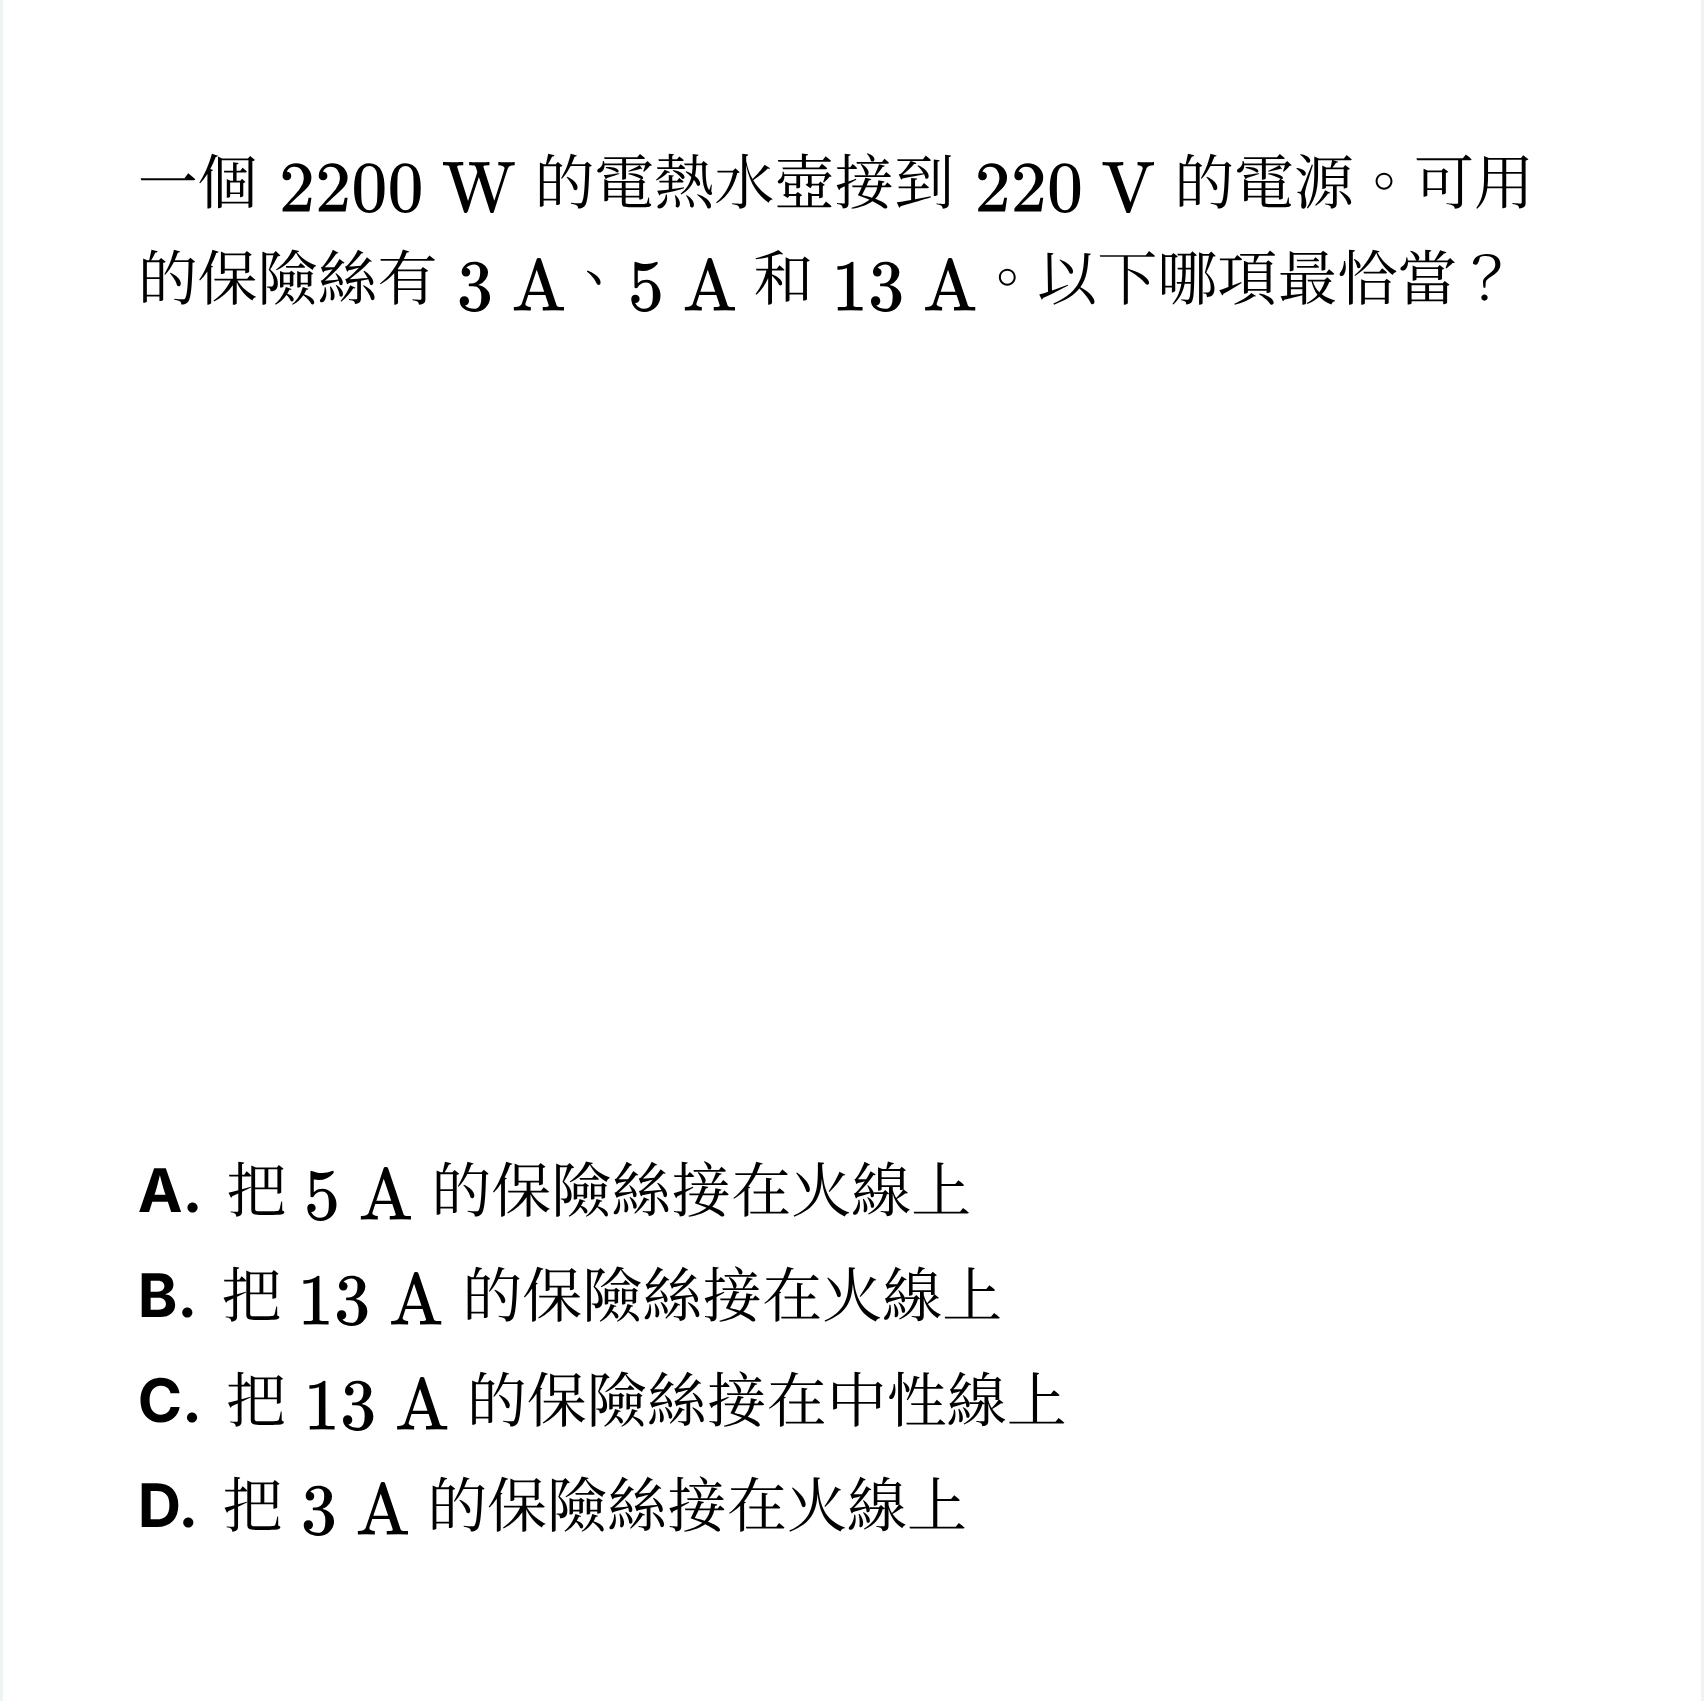 一個 2200 W 的電熱水壺接到 220 V 的電源。可用
的保險絲有 3 A、5 A 和 13 A。以下哪項最恰當？
A. 把 5 A 的保險絲接在火線上
B. 把 13 A 的保險絲接在火線上
C. 把 13 A 的保險絲接在中性線上
D. 把 3 A 的保險絲接在火線上